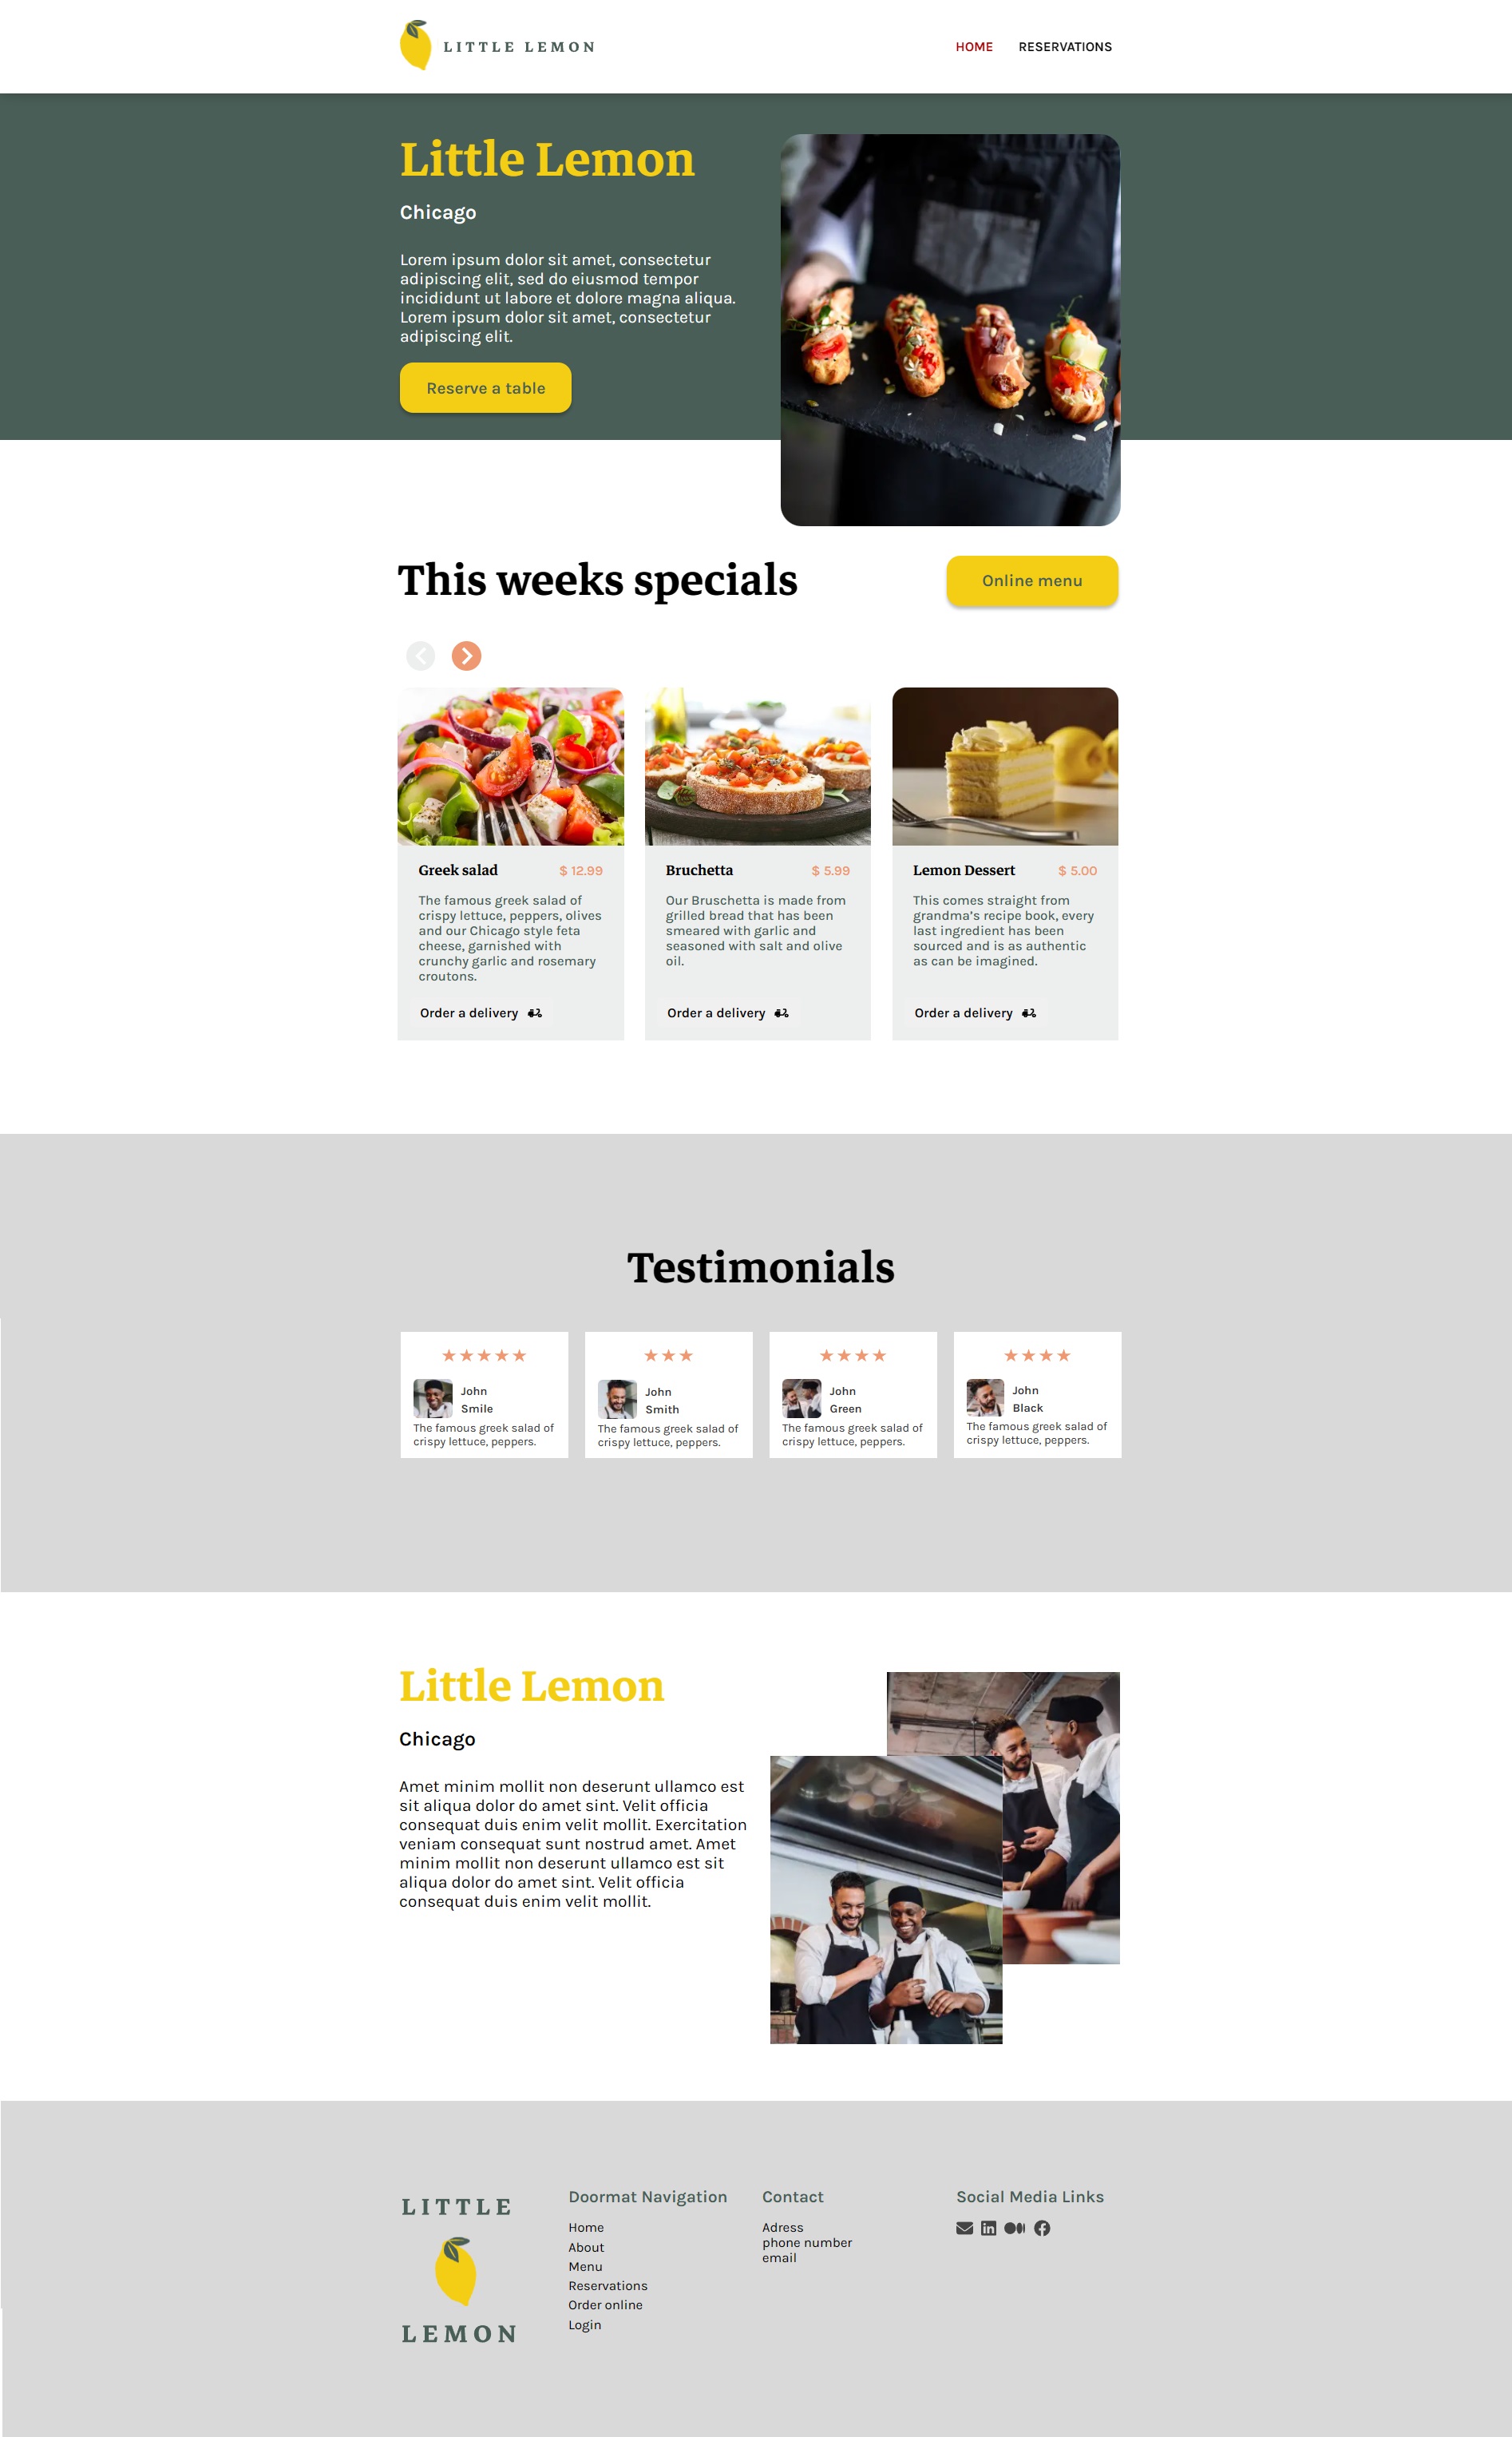 LITTLE LEMON
HOME RESERVATIONS
Little Lemon
Chicago
Lorem ipsum dolor sit amet, consectetur
adipiscing elit, sed do eiusmod tempor
incididunt ut labore et dolore magna aliqua.
Lorem ipsum dolor sit amet, consectetur
adipiscing elit.
Reserve a table
This weeks specials
Online menu
Greek salad $ 12.99
The famous greek salad of
crispy lettuce, peppers, olives
and our Chicago style feta
cheese, garnished with
crunchy garlic and rosemary
croutons.
Order a delivery
Bruchetta $ 5.99
Our Bruschetta is made from
grilled bread that has been
smeared with garlic and
seasoned with salt and olive
oil.
Order a delivery
Lemon Dessert $ 5.00
This comes straight from
grandma’s recipe book, every
last ingredient has been
sourced and is as authentic
as can be imagined.
Order a delivery
Testimonials
John
Smile
The famous greek salad of
crispy lettuce, peppers.
John
Smith
The famous greek salad of
crispy lettuce, peppers.
John
Green
The famous greek salad of
crispy lettuce, peppers.
John
Black
The famous greek salad of
crispy lettuce, peppers.
Little Lemon
Chicago
Amet minim mollit non deserunt ullamco est
sit aliqua dolor do amet sint. Velit officia
consequat duis enim velit mollit. Exercitation
veniam consequat sunt nostrud amet. Amet
minim mollit non deserunt ullamco est sit
aliqua dolor do amet sint. Velit officia
consequat duis enim velit mollit.
LITTLE
LEMON
Doormat Navigation
Home
About
Menu
Reservations
Order online
Login
Contact
Adress
phone number
email
Social Media Links